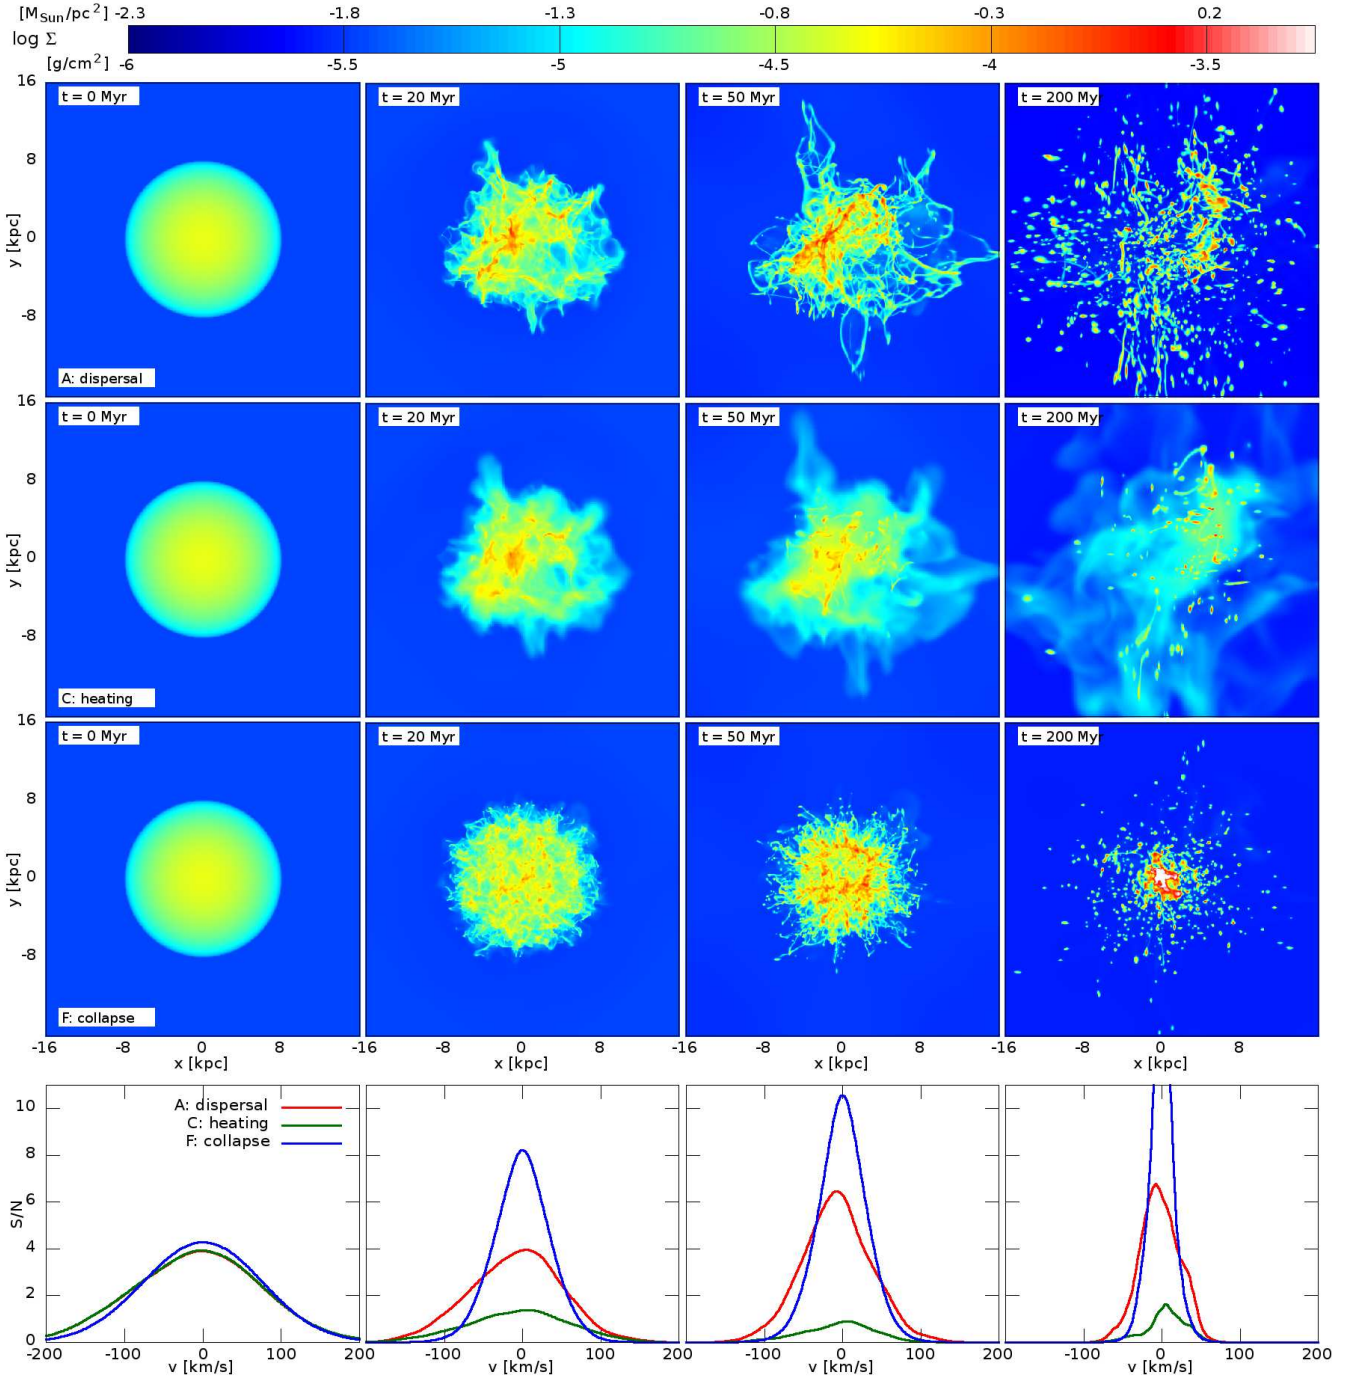 [M_Sun/pc^2] -2.3 -1.8 -1.3 -0.8 -0.3 0.2
log Σ
[g/cm^2] -6 -5.5 -5 -4.5 -4 -3.5
16
t = 0 Myr t = 20 Myr t = 50 Myr t = 200 Myr
8
y [kpc] 0
-8
A: dispersal
16
t = 0 Myr t = 20 Myr t = 50 Myr t = 200 Myr
8
y [kpc] 0
-8
C: heating
16
t = 0 Myr t = 20 Myr t = 50 Myr t = 200 Myr
8
y [kpc] 0
-8
F: collapse
-16 -8 0 8 -16 -8 0 8 -16 -8 0 8 -16 -8 0 8
x [kpc] x [kpc] x [kpc] x [kpc]
10
A: dispersal
C: heating
F: collapse
8
6
S/N
4
2
0
-200 -100 0 100 200 -100 0 100 200 -100 0 100 200 -100 0 100 200
v [km/s] v [km/s] v [km/s] v [km/s]